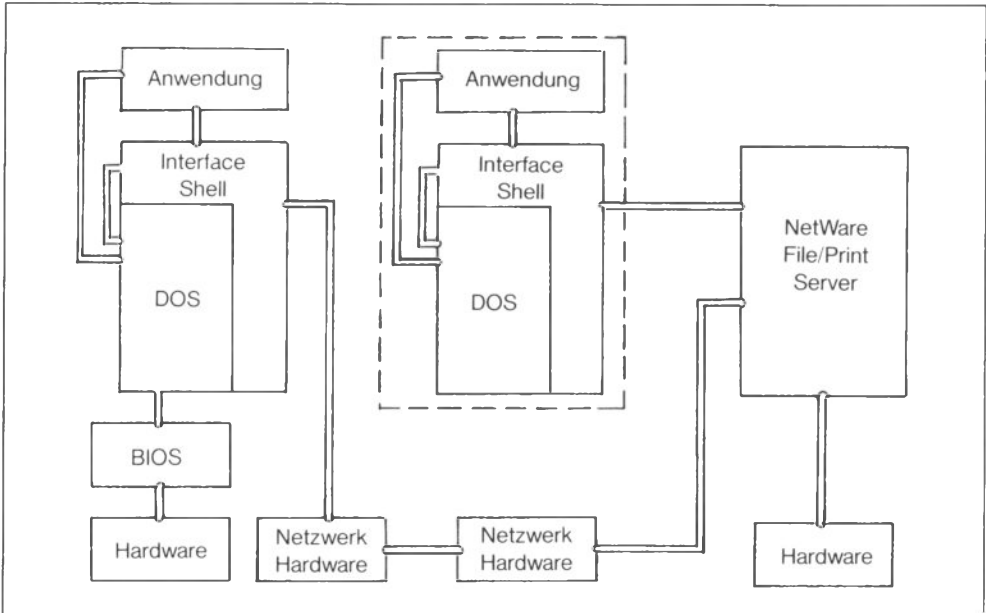 Anwendung
Interface
Shell
DOS
BIOS
Hardware
Netzwerk
Hardware
Anwendung
Interface
Shell
DOS
Netzwerk
Hardware
NetWare
File/Print
Server
Hardware